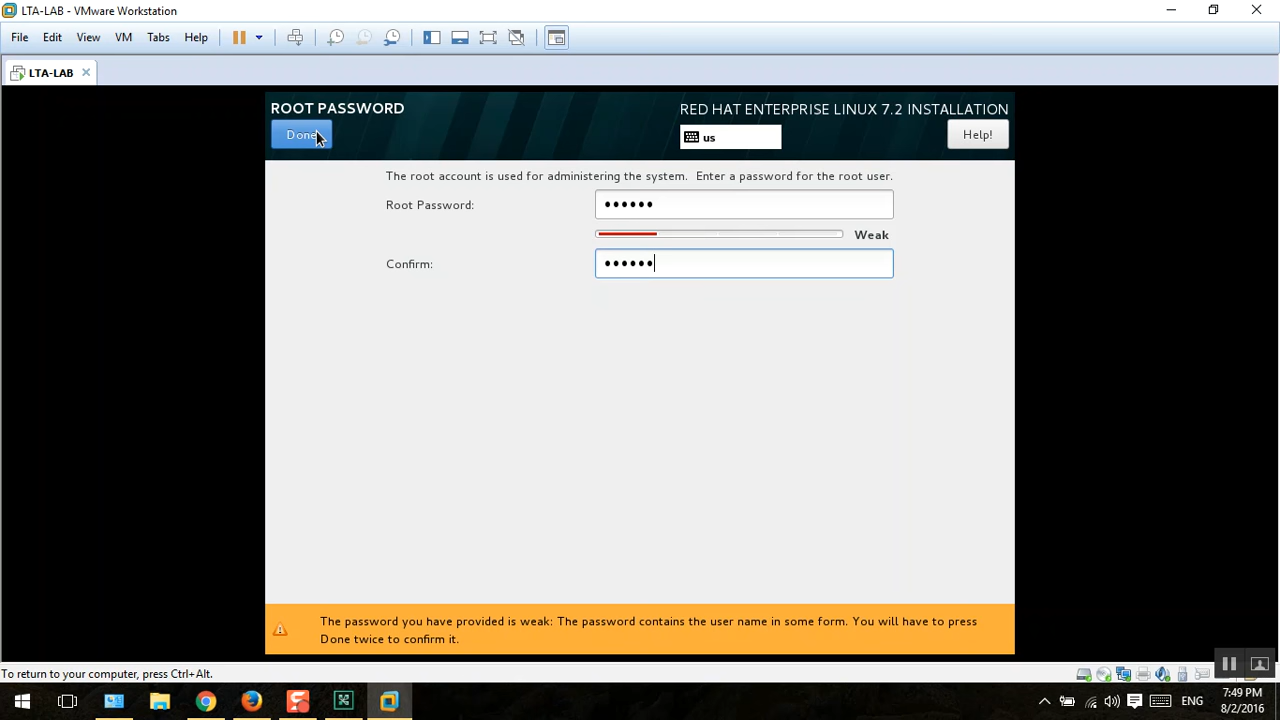 LTA-LAB - VMware Workstation
File Edit View VM Tabs Help
LTA-LAB
ROOT PASSWORD
RED HAT ENTERPRISE LINUX 7.2 INSTALLATION
Done
us
Help!
The root account is used for administering the system. Enter a password for the root user.
Root Password: ••••••
Weak
Confirm: ••••••
The password you have provided is weak: The password contains the user name in some form. You will have to press
Done twice to confirm it.
To return to your computer, press Ctrl+Alt.
ENG
7:49 PM
8/2/2016